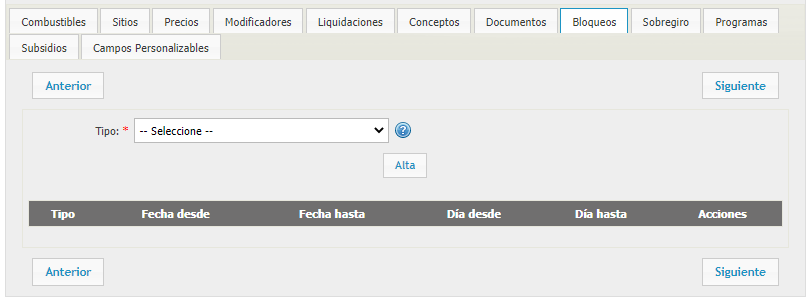 Combustibles Sitios Precios Modificadores Liquidaciones Conceptos Documentos Bloqueos Sobregiro Programas
Subsidios Campos Personalizables
Anterior Siguiente
Tipo: * -- Seleccione -- ?
Alta
Tipo Fecha desde Fecha hasta Día desde Día hasta Acciones
Anterior Siguiente